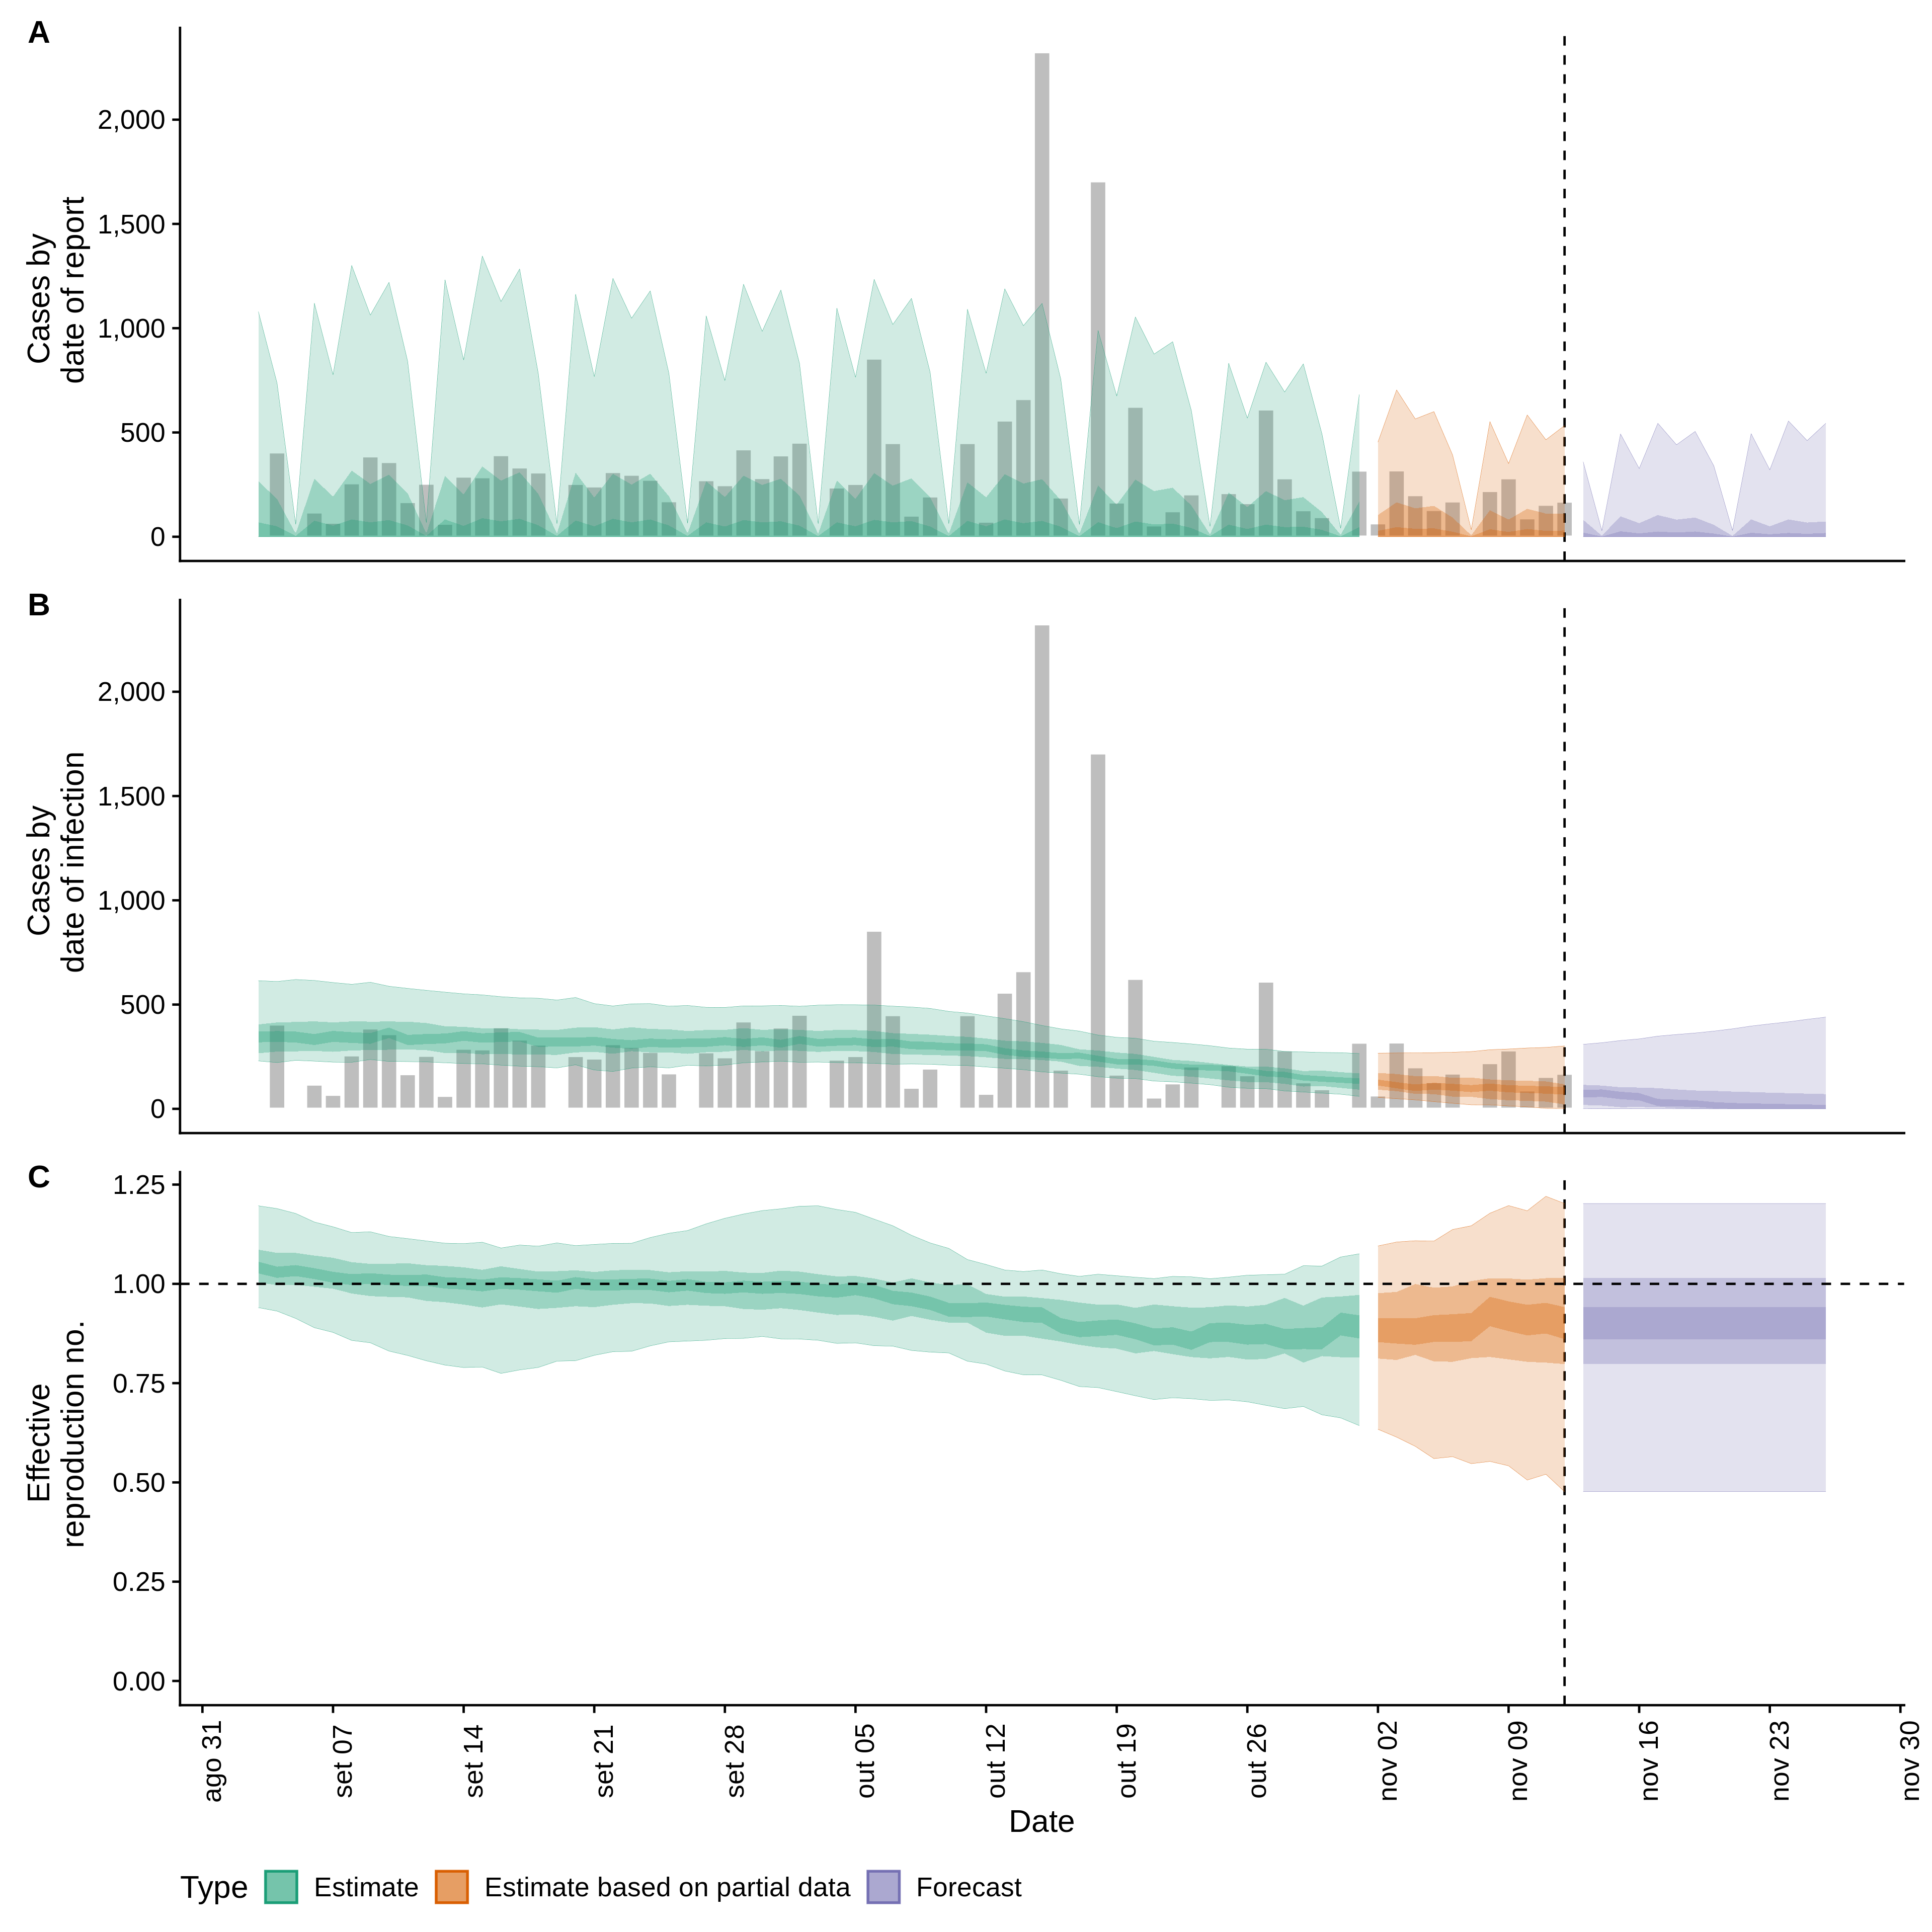 A
Cases by
date of report
2,000
1,500
1,000
500
0
B
Cases by
date of infection
2,000
1,500
1,000
500
0
C
Effective
reproduction no.
1.25
1.00
0.75
0.50
0.25
0.00
ago 31
set 07
set 14
set 21
set 28
out 05
out 12
out 19
out 26
nov 02
nov 09
nov 16
nov 23
nov 30
Date
Type
Estimate
Estimate based on partial data
Forecast